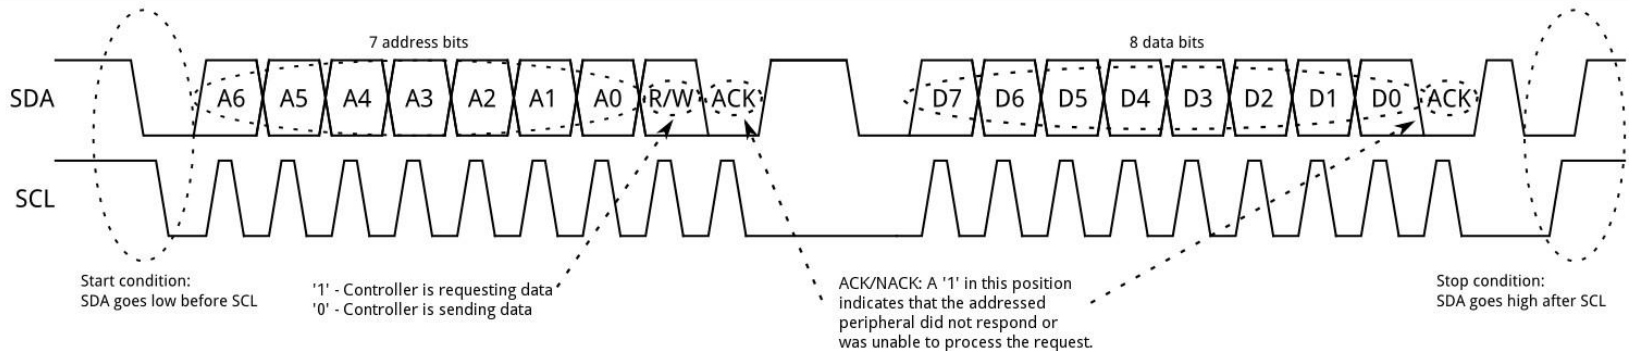 7 address bits
8 data bits
SDA
A6 A5 A4 A3 A2 A1 A0 R/W ACK
D7 D6 D5 D4 D3 D2 D1 D0 ACK
SCL
Start condition:
SDA goes low before SCL
'1' - Controller is requesting data
'0' - Controller is sending data
ACK/NACK: A '1' in this position
indicates that the addressed
peripheral did not respond or
was unable to process the request.
Stop condition:
SDA goes high after SCL